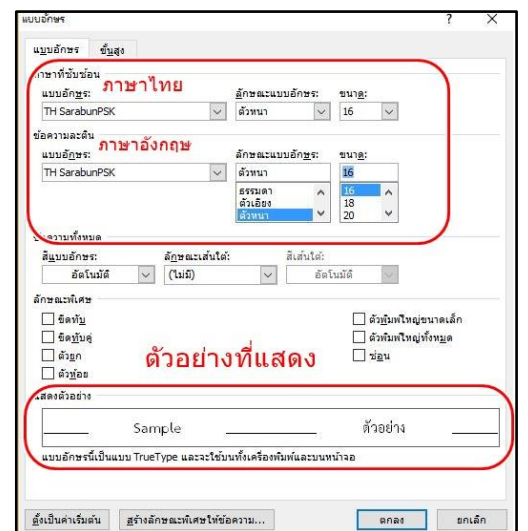 แบบอักษร ? ×
แบบอักษร ขั้นสูง
ภาษาที่ซับซ้อน
ภาษาไทย
แบบอักษร: ลักษณะแบบอักษร: ขนาด:
TH SarabunPSK ตัวหนา 16
ข้อความละติน
ภาษาอังกฤษ
แบบอักษร: ลักษณะแบบอักษร: ขนาด:
TH SarabunPSK ตัวหนา 16
ธรรมดา 16
ตัวเอียง 18
ตัวหนา 20
ข้อความทั้งหมด
สีแบบอักษร: ลักษณะเส้นใต้: สีเส้นใต้:
อัตโนมัติ (ไม่มี) อัตโนมัติ
ลักษณะพิเศษ
ขีดทับ ตัวพิมพ์ใหญ่ขนาดเล็ก
ขีดทับคู่ ตัวพิมพ์ใหญ่ทั้งหมด
ตัวยก ซ่อน
ตัวห้อย
ตัวอย่างที่แสดง
แสดงตัวอย่าง
Sample ตัวอย่าง
แบบอักษรนี้เป็นแบบ TrueType และจะใช้บนทั้งเครื่องพิมพ์และบนหน้าจอ
ตั้งเป็นค่าเริ่มต้น สร้างลักษณะพิเศษให้ข้อความ... ตกลง ยกเลิก